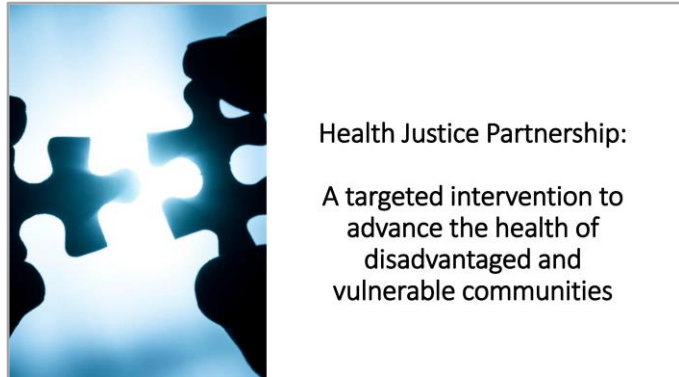 Health Justice Partnership:
A targeted intervention to
advance the health of
disadvantaged and
vulnerable communities